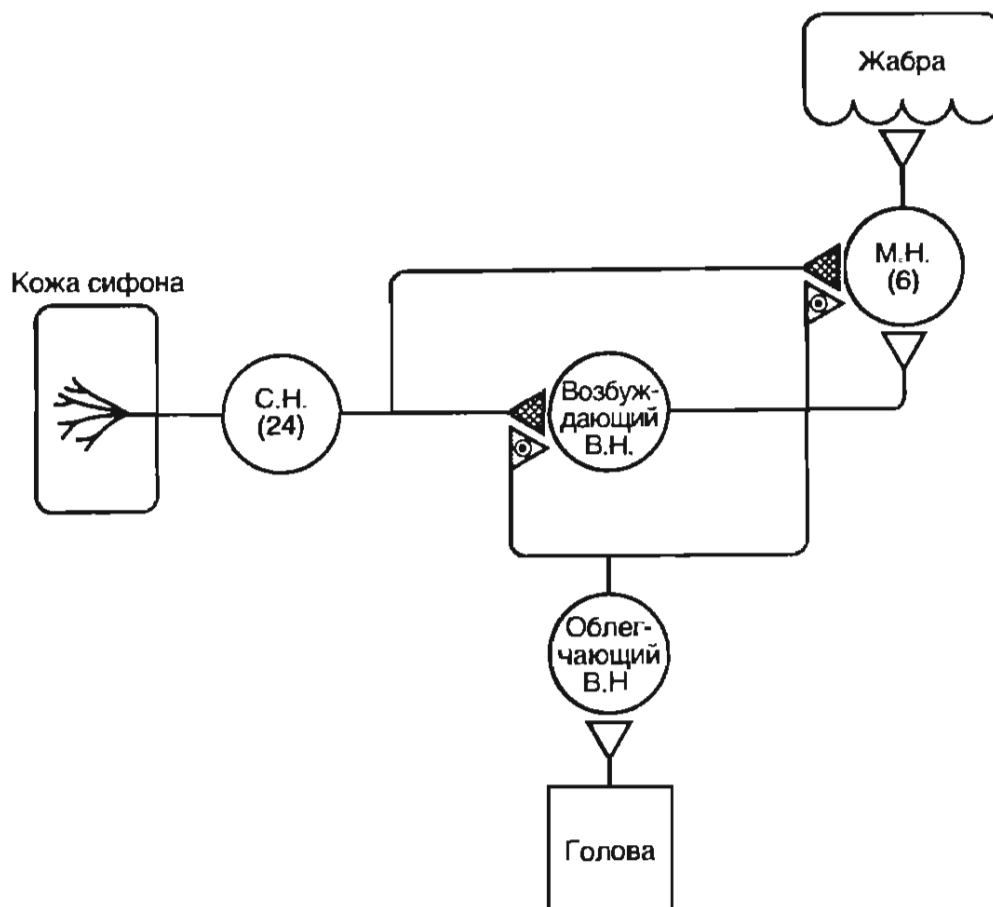 Жабра
М.Н.
(6)
Кожа сифона
С.Н.
(24)
Возбуж-
дающий
В.Н.
Облег-
чающий
В.Н
Голова